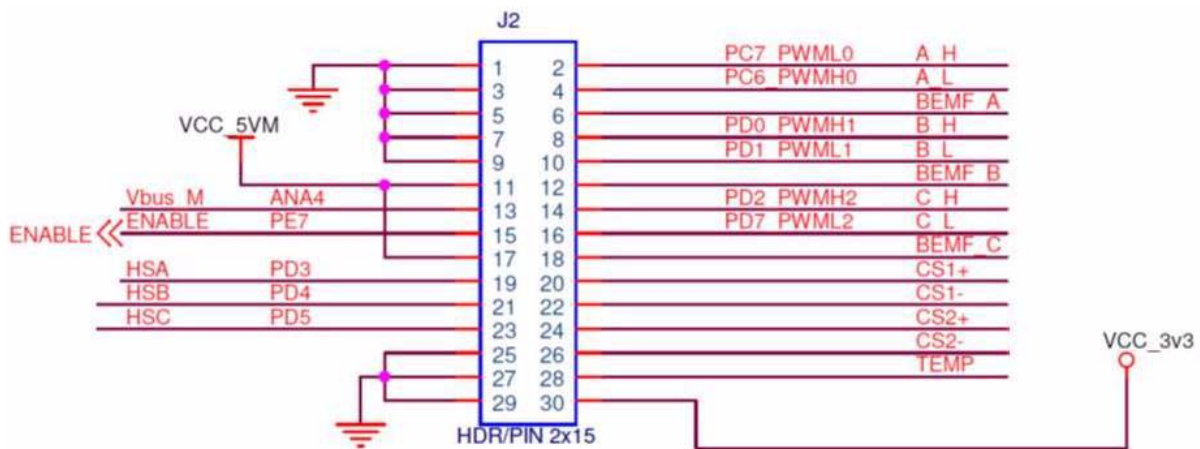 J2
1 2 PC7_PWML0 A_H
3 4 PC6_PWMH0 A_L
5 6 BEMF_A
VCC_5VM
7 8 PD0_PWMH1 B_H
9 10 PD1_PWML1 B_L
11 12 BEMF_B
Vbus_M ANA4 13 14 PD2_PWMH2 C_H
ENABLE ENABLE PE7 15 16 PD7_PWML2 C_L
17 18 BEMF_C
HSA PD3 19 20 CS1+
HSB PD4 21 22 CS1-
HSC PD5 23 24 CS2+
25 26 CS2-
VCC_3v3
27 28 TEMP
29 30
HDR/PIN 2x15